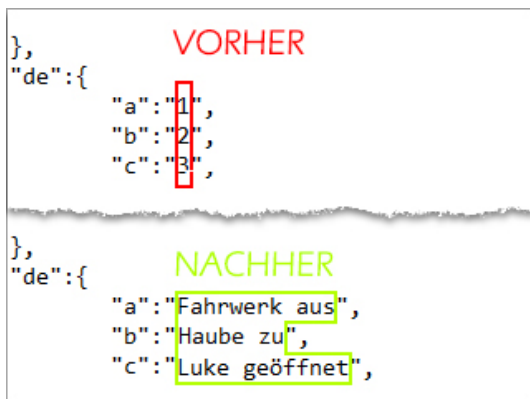 VORHER
},
"de":{
"a":"1",
"b":"2",
"c":"3",
NACHHER
},
"de":{
"a":"Fahrwerk aus",
"b":"Haube zu",
"c":"Luke geöffnet",